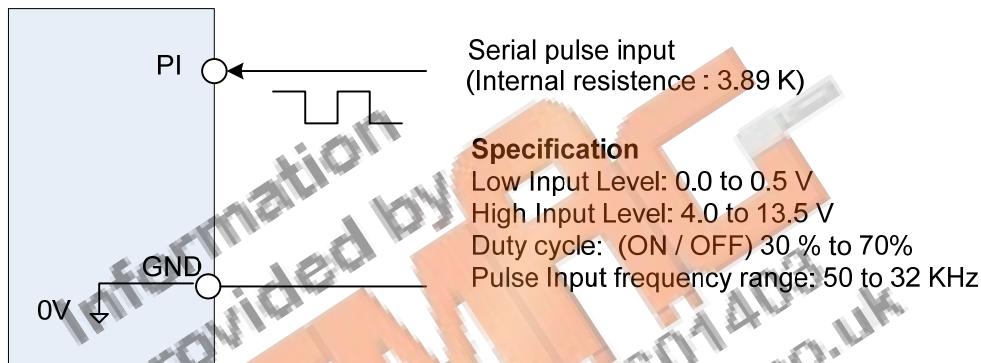 Serial pulse input
PI
(Internal resistence : 3.89 K)
Specification
Low Input Level: 0.0 to 0.5 V
High Input Level: 4.0 to 13.5 V
Duty cycle: (ON / OFF) 30 % to 70%
GND
Pulse Input frequency range: 50 to 32 KHz
0V
Information
provided by